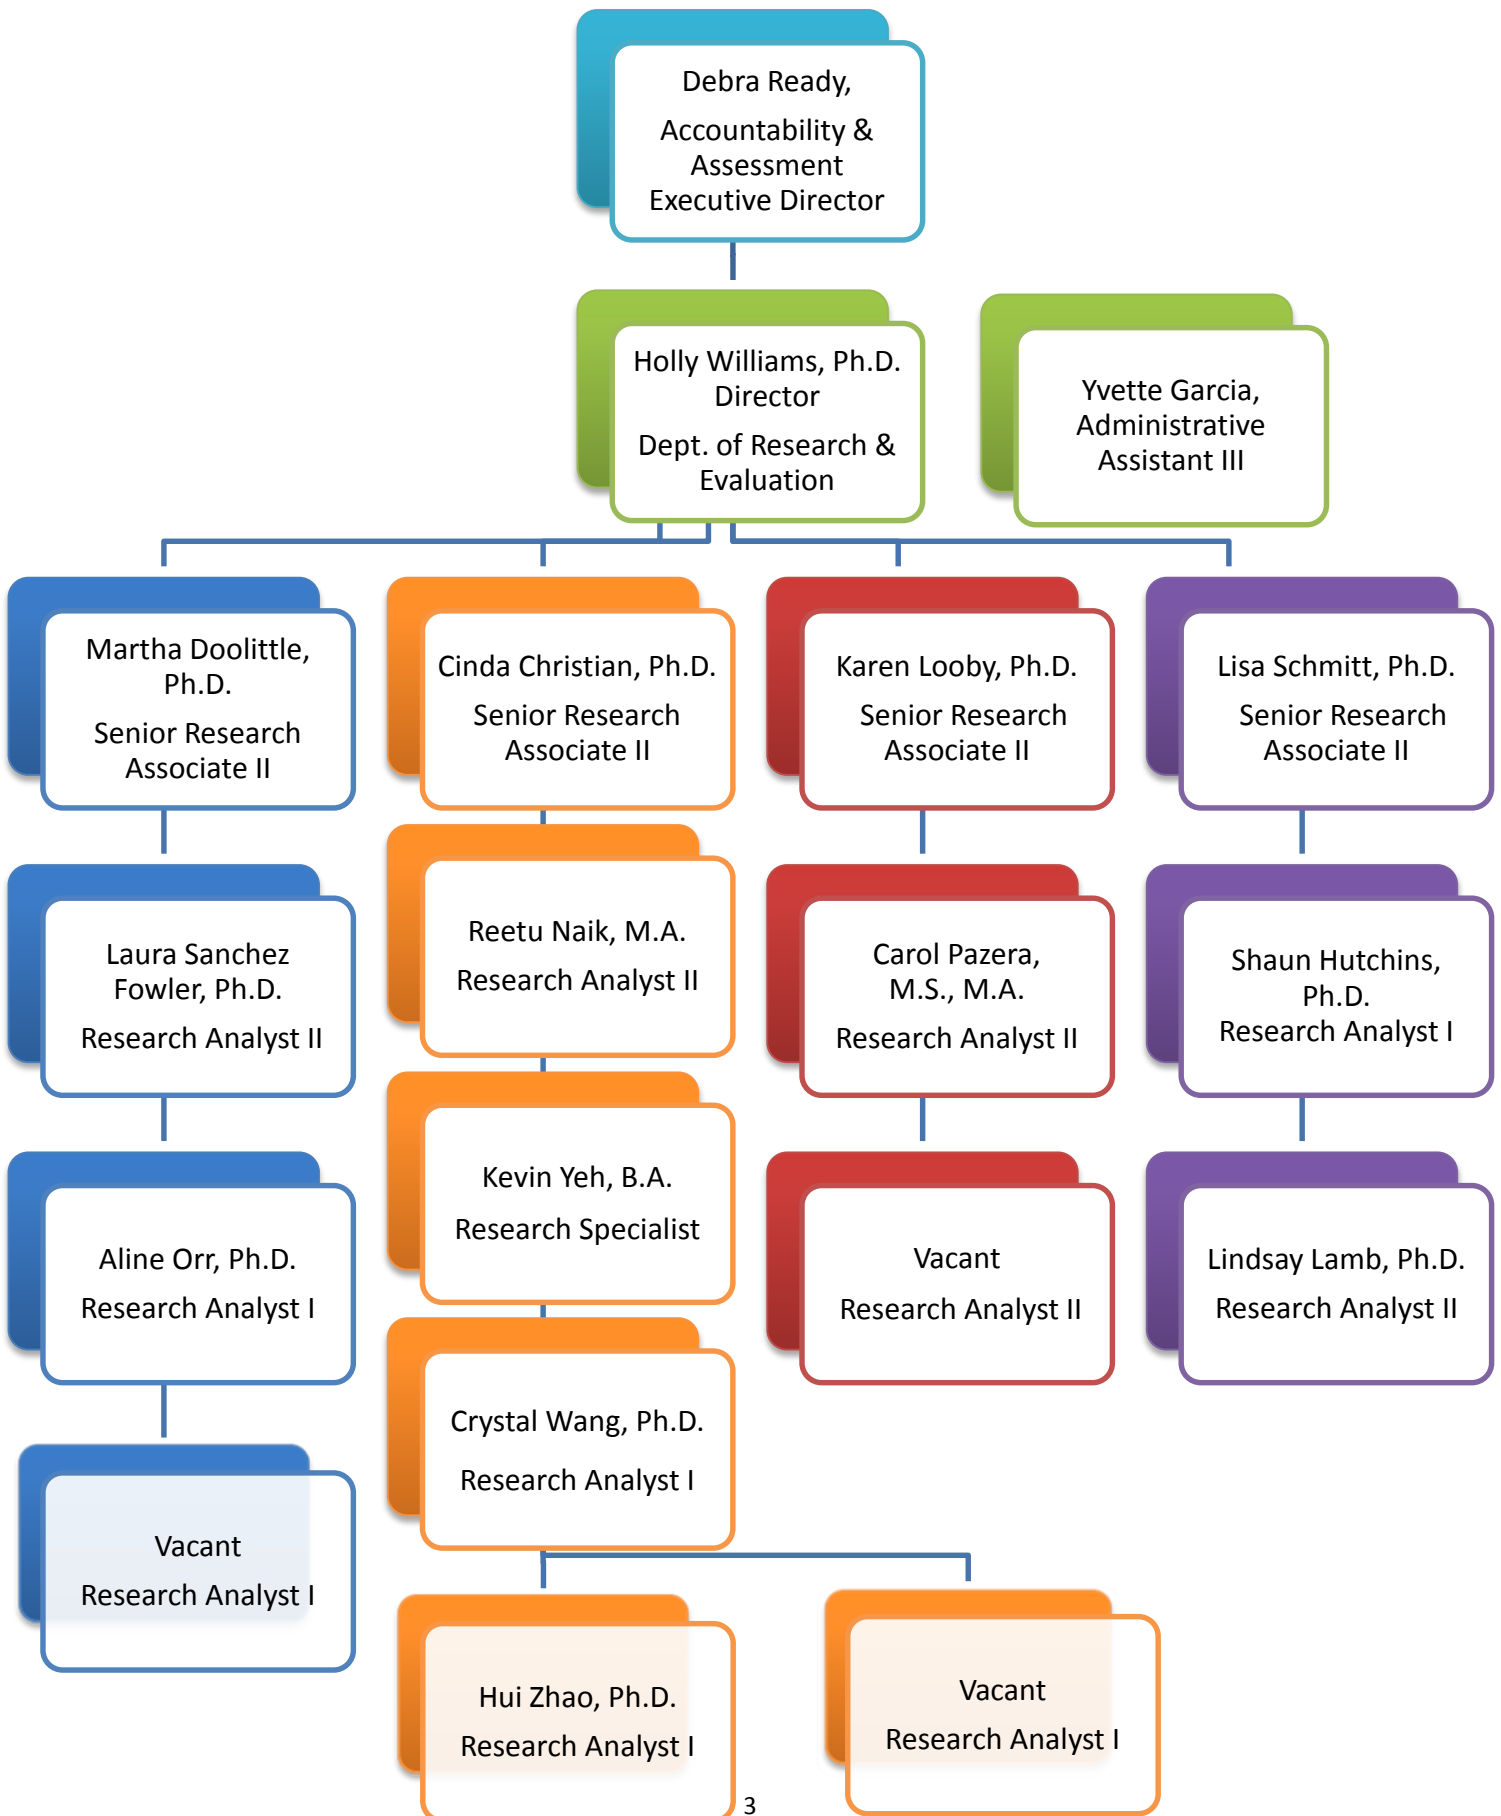 Debra Ready,
Accountability &
Assessment
Executive Director
Holly Williams, Ph.D.
Director
Dept. of Research &
Evaluation
Yvette Garcia,
Administrative
Assistant III
Martha Doolittle,
Ph.D.
Senior Research
Associate II
Cinda Christian, Ph.D.
Senior Research
Associate II
Karen Looby, Ph.D.
Senior Research
Associate II
Lisa Schmitt, Ph.D.
Senior Research
Associate II
Laura Sanchez
Fowler, Ph.D.
Research Analyst II
Reetu Naik, M.A.
Research Analyst II
Carol Pazera,
M.S., M.A.
Research Analyst II
Shaun Hutchins,
Ph.D.
Research Analyst I
Aline Orr, Ph.D.
Research Analyst I
Kevin Yeh, B.A.
Research Specialist
Vacant
Research Analyst II
Lindsay Lamb, Ph.D.
Research Analyst II
Crystal Wang, Ph.D.
Research Analyst I
Vacant
Research Analyst I
Hui Zhao, Ph.D.
Research Analyst I
Vacant
Research Analyst I
3